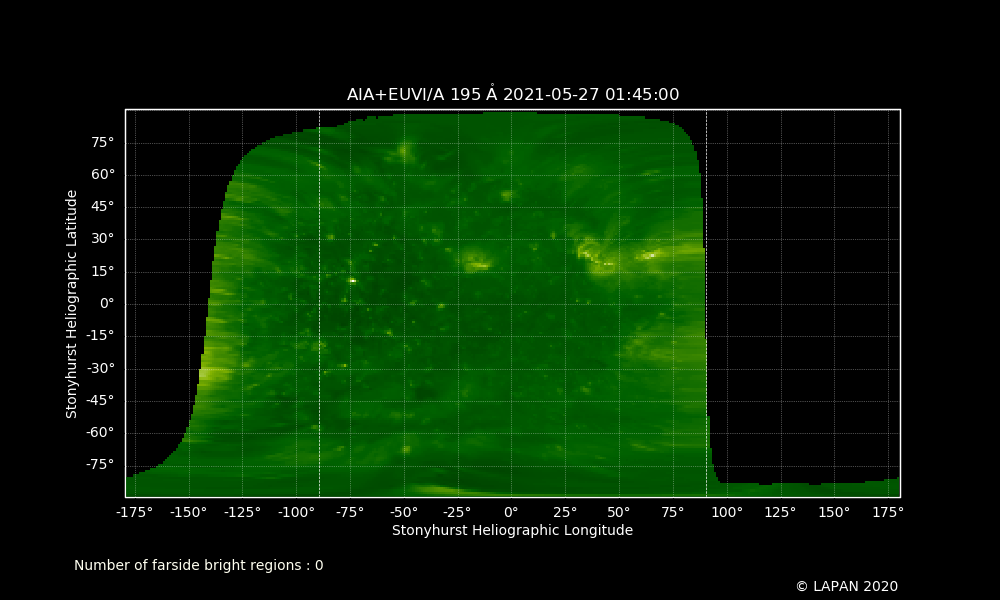 AIA+EUVI/A 195 Å 2021-05-27 01:45:00
Stonyhurst Heliographic Latitude
75°
60°
45°
30°
15°
0°
-15°
-30°
-45°
-60°
-75°
-175° -150° -125° -100° -75° -50° -25° 0° 25° 50° 75° 100° 125° 150° 175°
Stonyhurst Heliographic Longitude
Number of farside bright regions : 0
© LAPAN 2020